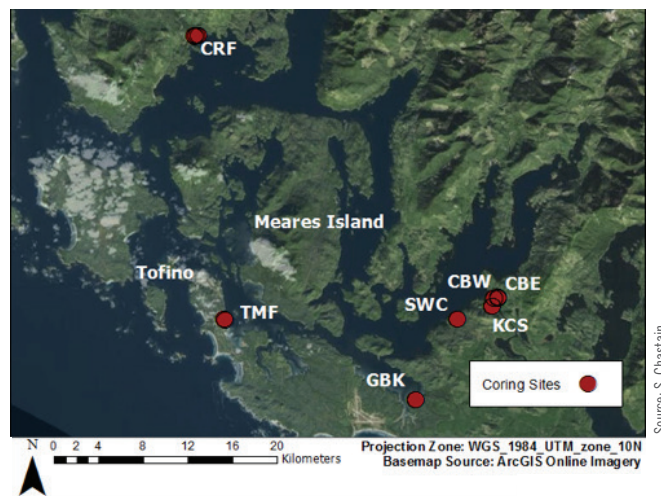 CRF
Meares Island
Tofino
CBW
CBE
SWC
TMF
KCS
GBK
Coring Sites
Source: S. Chastain
N
0 2 4 8 12 16 20
Kilometers
Projection Zone: WGS_1984_UTM_zone_10N
Basemap Source: ArcGIS Online Imagery